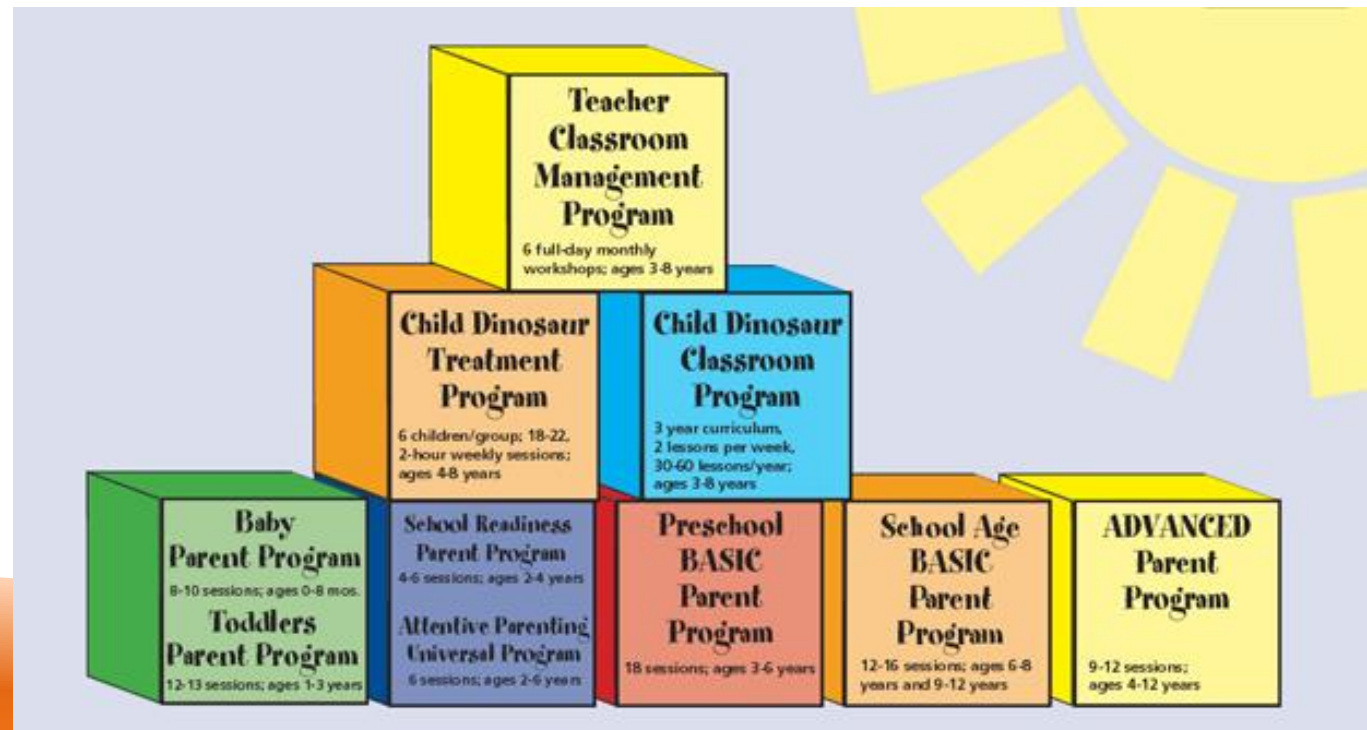 Teacher
Classroom
Management
Program
6 full-day monthly
workshops; ages 3-8 years
Child Dinosaur
Treatment
Program
6 children/group; 18-22,
2-hour weekly sessions;
ages 4-8 years
Child Dinosaur
Classroom
Program
3 year curriculum,
2 lessons per week,
30-60 lessons/year;
ages 3-8 years
Baby
Parent Program
8-10 sessions; ages 0-8 mos.
Toddlers
Parent Program
12-13 sessions; ages 1-3 years
School Readiness
Parent Program
4-6 sessions; ages 2-4 years
Attentive Parenting
Universal Program
6 sessions; ages 2-6 years
Preschool
BASIC
Parent
Program
18 sessions; ages 3-6 years
School Age
BASIC
Parent
Program
12-16 sessions; ages 6-8
years and 9-12 years
ADVANCED
Parent
Program
9-12 sessions;
ages 4-12 years